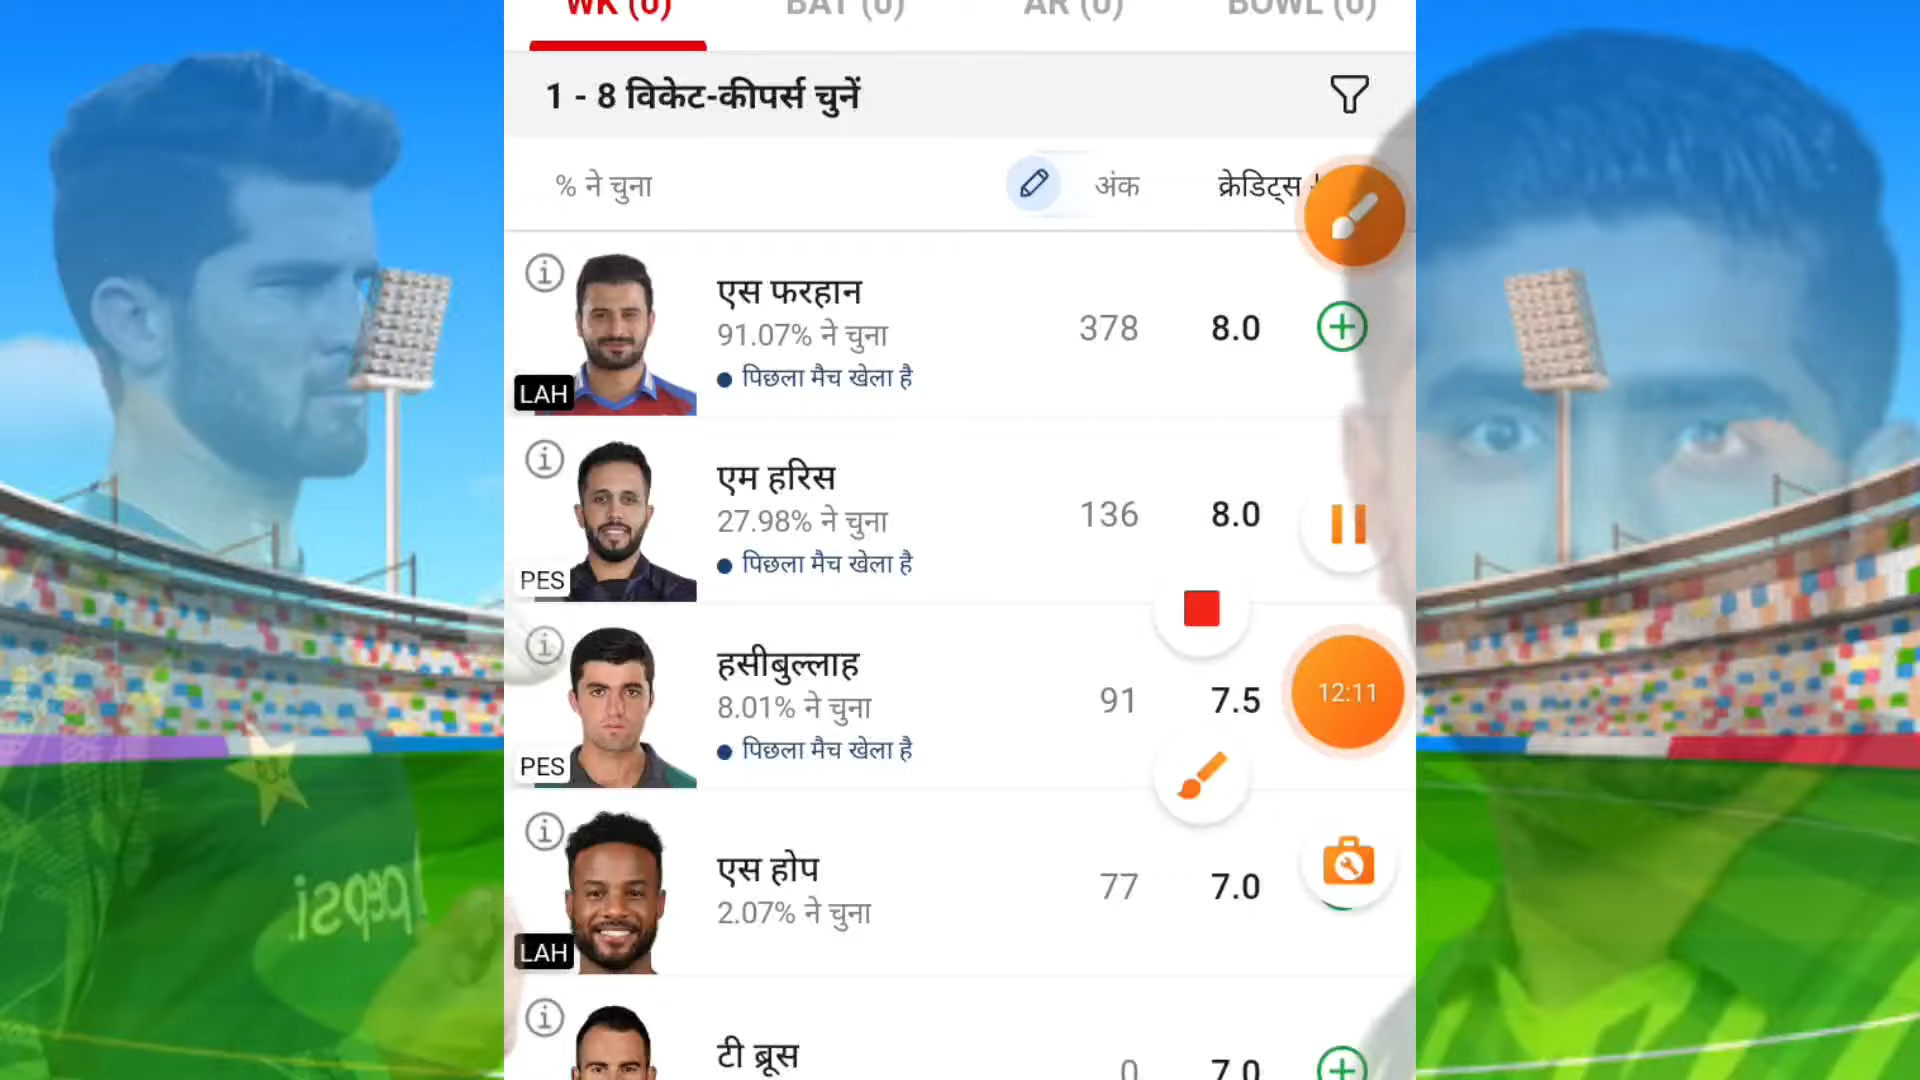 WK (0) BAT (0) AR (0) BOWL (0)
1 - 8 विकेट-कीपर्स चुनें
% ने चुना अंक क्रेडिट्स
एस फरहान
91.07% ने चुना 378 8.0
पिछला मैच खेला है
LAH
एम हरिस
27.98% ने चुना 136 8.0
पिछला मैच खेला है
PES
हसीबुल्लाह
8.01% ने चुना 91 7.5
12:11
पिछला मैच खेला है
PES
एस होप
2.07% ने चुना 77 7.0
LAH
pepsi
टी ब्रूस
0 7.0